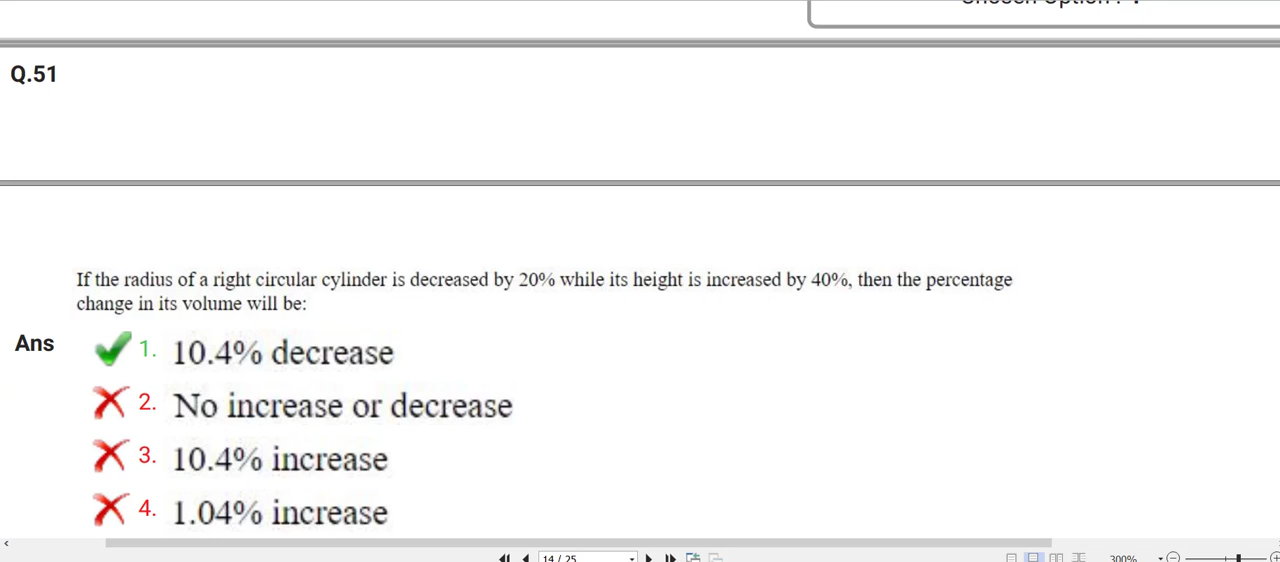 Q.51
If the radius of a right circular cylinder is decreased by 20% while its height is increased by 40%, then the percentage
change in its volume will be:
Ans
1. 10.4% decrease
2. No increase or decrease
3. 10.4% increase
4. 1.04% increase
14 / 25
300%